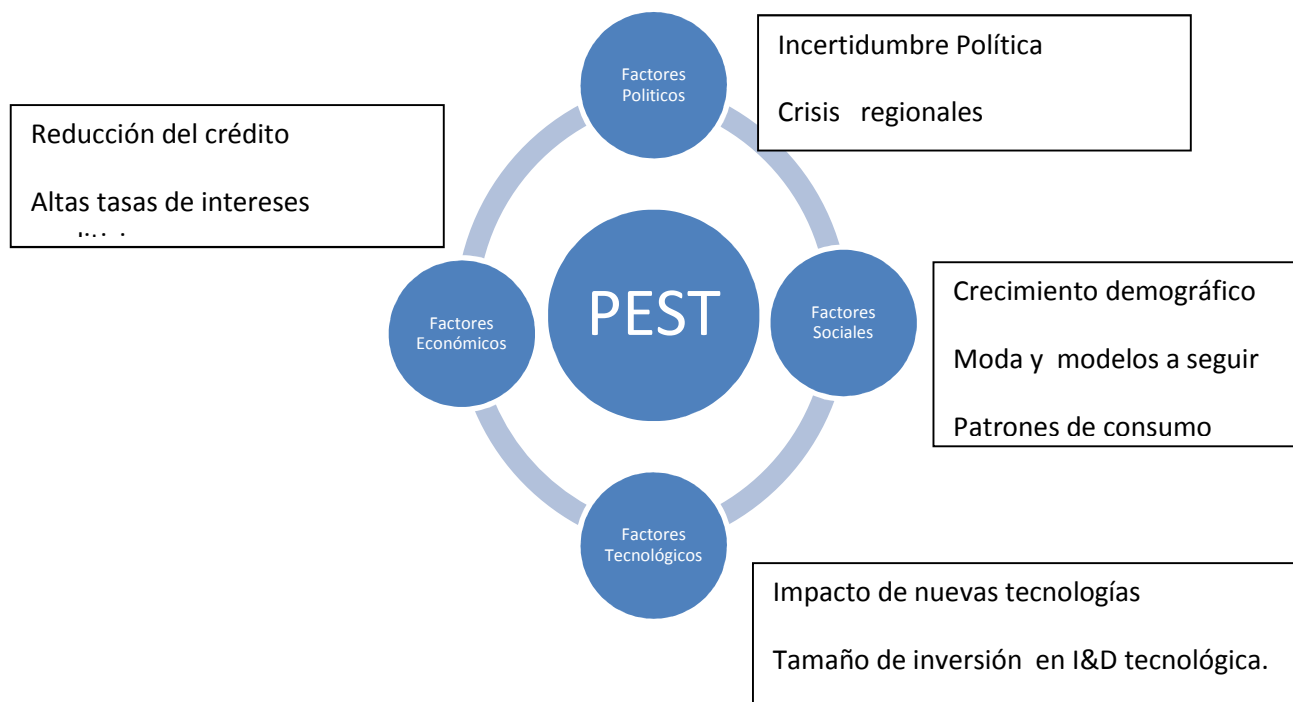 Factores
Politicos
Incertidumbre Política
Crisis regionales
Reducción del crédito
Altas tasas de intereses
Factores
Económicos
PEST
Factores
Sociales
Crecimiento demográfico
Moda y modelos a seguir
Patrones de consumo
Factores
Tecnológicos
Impacto de nuevas tecnologías
Tamaño de inversión en I&D tecnológica.